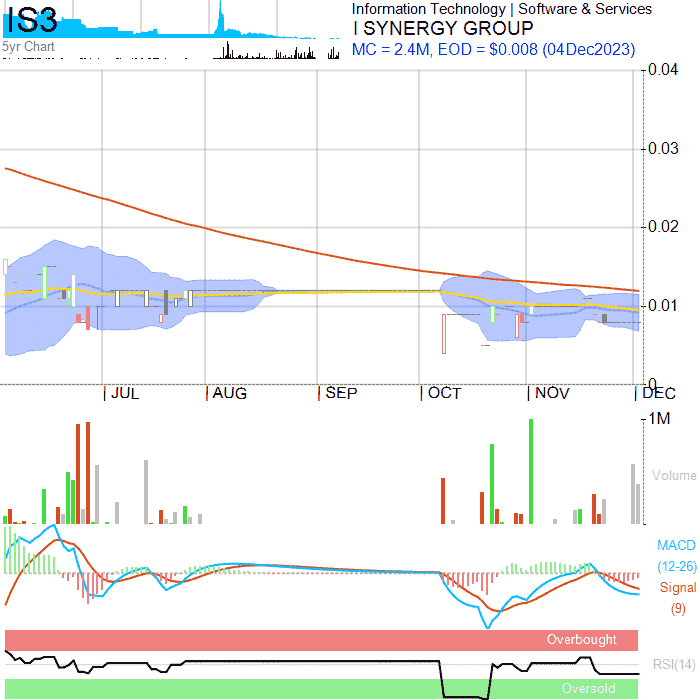 IS3
5yr Chart
Information Technology | Software & Services
I SYNERGY GROUP
MC = 2.4M, EOD = $0.008 (04Dec2023)
0.04
0.03
0.02
0.01
0
JUL AUG SEP OCT NOV DEC
1M
Volume
MACD
(12-26)
Signal
(9)
Overbought
RSI(14)
Oversold